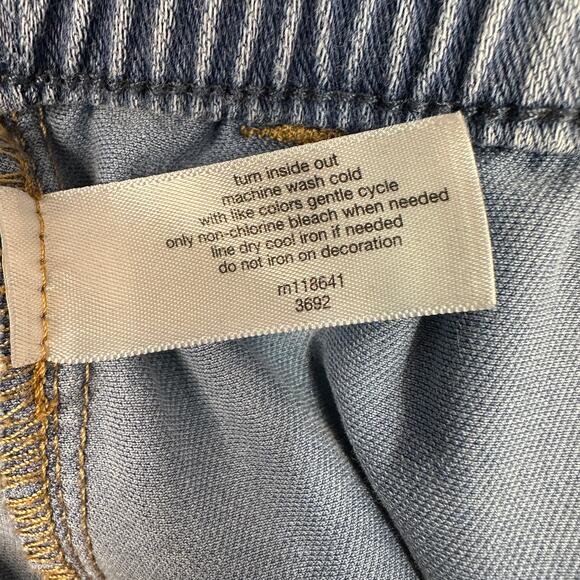 turn inside out
machine wash cold
with like colors gentle cycle
only non-chlorine bleach when needed
line dry cool iron if needed
do not iron on decoration
rn118641
3692